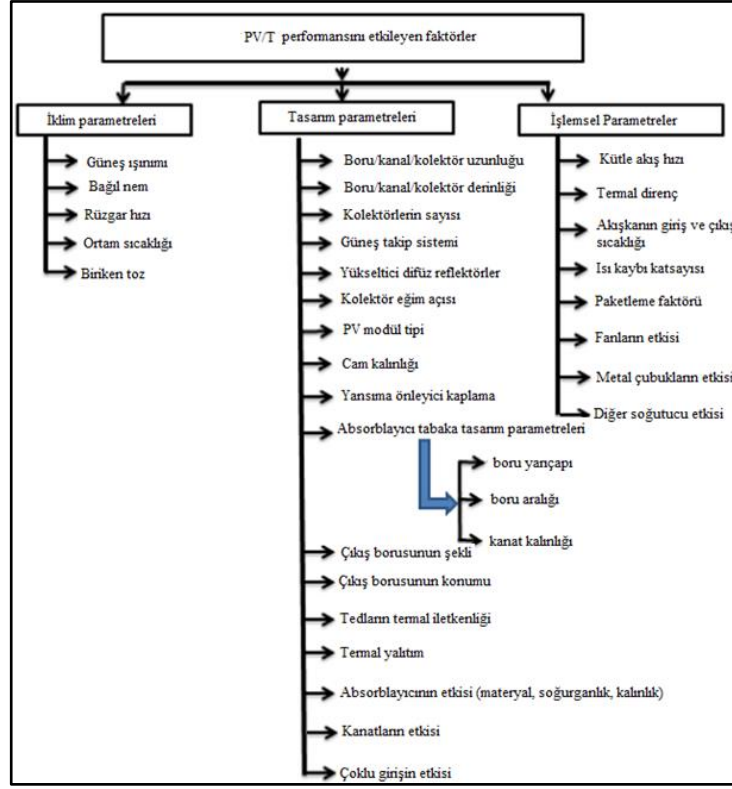 PV/T performansını etkileyen faktörler
İklim parametreleri
Güneş ışınımı
Bağıl nem
Rüzgar hızı
Ortam sıcaklığı
Biriken toz
Tasarım parametreleri
Boru/kanal/kolektör uzunluğu
Boru/kanal/kolektör derinliği
Kolektörlerin sayısı
Güneş takip sistemi
Yükseltici difüz reflektörler
Kolektör eğim açısı
PV modül tipi
Cam kalınlığı
Yansıma önleyici kaplama
Absorblayıcı tabaka tasarım parametreleri
boru yarıçapı
boru aralığı
kanat kalınlığı
Çıkış borusunun şekli
Çıkış borusunun konumu
Tedların termal iletkenliği
Termal yalıtım
Absorblayıcının etkisi (materyal, soğurganlık, kalınlık)
Kanatların etkisi
Çoklu girişin etkisi
İşlemsel Parametreler
Kütle akış hızı
Termal direnç
Akışkanın giriş ve çıkış
sıcaklığı
Isı kaybı katsayısı
Paketleme faktörü
Fanların etkisi
Metal çubukların etkisi
Diğer soğutucu etkisi